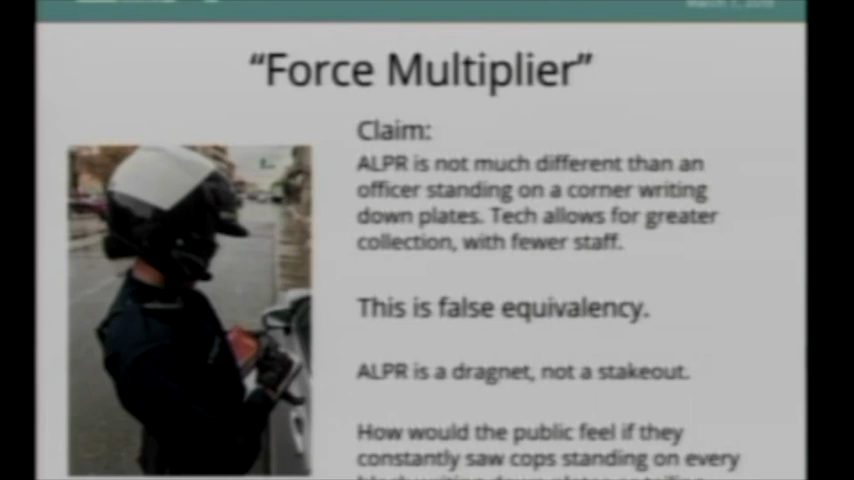 “Force Multiplier”
Claim:
ALPR is not much different than an
officer standing on a corner writing
down plates. Tech allows for greater
collection, with fewer staff.
This is false equivalency.
ALPR is a dragnet, not a stakeout.
How would the public feel if they
constantly saw cops standing on every